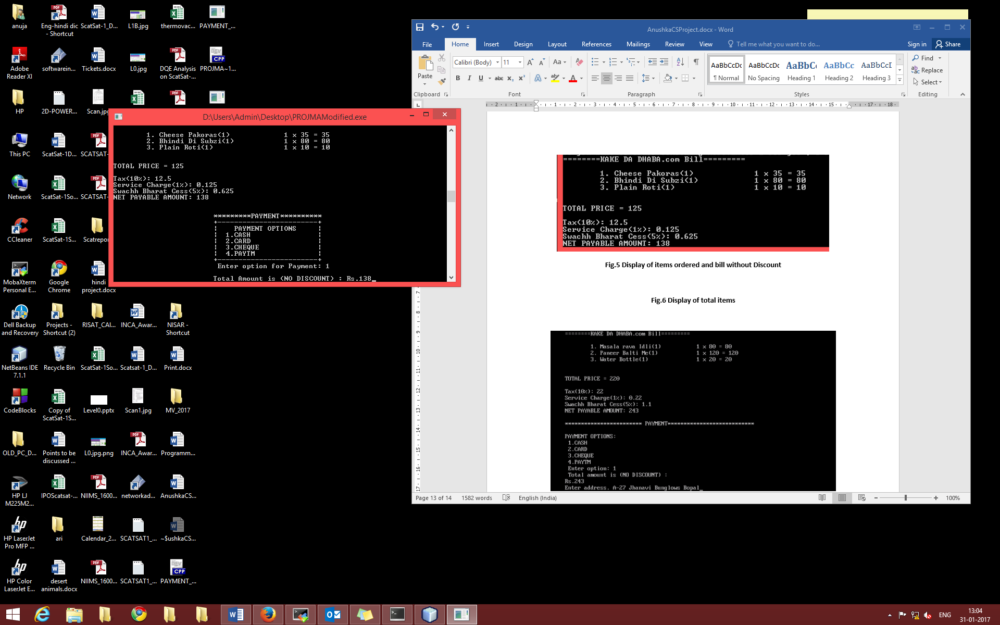 anuja
Eng-hindi dic - Shortcut
ScatSat-1_D...
L1B.jpg
thermovac...
PAYMENT_...
Adobe Reader XI
softwarein...
Tickets.docx
L0.jpg
DQE Analysis on ScatSat-...
PROJMA~1...
HP
2D-POWER...
Scan.jpg
This PC
ScatSat-1D...
SCATSAT-
Network
ScatSat-1So...
SCATSAT-
CCleaner
ScatSat-1S...
Scatrepor
MobaXterm Personal E...
Google Chrome
hindi project.docx
Dell Backup and Recovery
Projects - Shortcut (2)
RISAT_CAL...
INCA_Awar...
NISAR - Shortcut
NetBeans IDE 7.1.1
Recycle Bin
ScatSat-1So...
Scatsat-1_D...
Print.docx
CodeBlocks
Copy of ScatSat-1S...
Level0.pptx
Scan1.jpg
MV_2017
OLD_PC_D...
Points to be discussed ...
L0.jpg.png
INCA_Awar...
Programm...
HP LJ M225M2...
IPOScatsat-...
NIIMS_1600...
networkad...
AnushkaCS...
HP LaserJet Pro MFP ...
ari
Calendar_2...
SCATSAT1_...
~$ushkaCS...
HP Color LaserJet E...
desert animals.docx
NIIMS_1600...
SCATSAT1_...
PAYMENT_...
D:\Users\Admin\Desktop\PROJMAModified.exe
1. Cheese Pakoras(1) 1 x 35 = 35
2. Bhindi Di Subzi(1) 1 x 80 = 80
3. Plain Roti(1) 1 x 10 = 10
TOTAL PRICE = 125
Tax(10%): 12.5
Service Charge(1%): 0.125
Swachh Bharat Cess(5%): 0.625
NET PAYABLE AMOUNT: 138
*********PAYMENT**********
PAYMENT OPTIONS
1.CASH
2.CARD
3.CHEQUE
4.PAYTM
Enter option for Payment: 1
Total Amount is (NO DISCOUNT) : Rs.138_
AnushkaCSProject.docx - Word
File Home Insert Design Layout References Mailings Review View Tell me what you want to do... Sign in Share
Paste
Calibri (Body) 11
AaBbCcDc AaBbCcDc AaBbC AaBbCc AaBbCcI
¶ Normal No Spacing Heading 1 Heading 2 Heading 3
Find
Replace
Select
Clipboard Font Paragraph Styles Editing
========KAKE DA DHABA.com Bill=========
1. Cheese Pakoras(1) 1 x 35 = 35
2. Bhindi Di Subzi(1) 1 x 80 = 80
3. Plain Roti(1) 1 x 10 = 10
TOTAL PRICE = 125
Tax(10%): 12.5
Service Charge(1%): 0.125
Swachh Bharat Cess(5%): 0.625
NET PAYABLE AMOUNT: 138
Fig.5 Display of items ordered and bill without Discount
Fig.6 Display of total items
========KAKE DA DHABA.com Bill=========
1. Masala rava Idli(1) 1 x 80 = 80
2. Paneer Balti Me(1) 1 x 120 = 120
3. Water Bottle(1) 1 x 20 = 20
TOTAL PRICE = 220
Tax(10%): 22
Service Charge(1%): 0.22
Swachh Bharat Cess(5%): 1.1
NET PAYABLE AMOUNT: 243
************************ PAYMENT***************************
PAYMENT OPTIONS:
1.CASH
2.CARD
3.CHEQUE
4.PAYTM
Enter option: 1
Total amount is (NO DISCOUNT) :
Rs.243
Enter address. A-27 Jhanavi Bunglows Bopal_
Page 13 of 14 1582 words English (India) 100%
ENG
13:04
31-01-2017